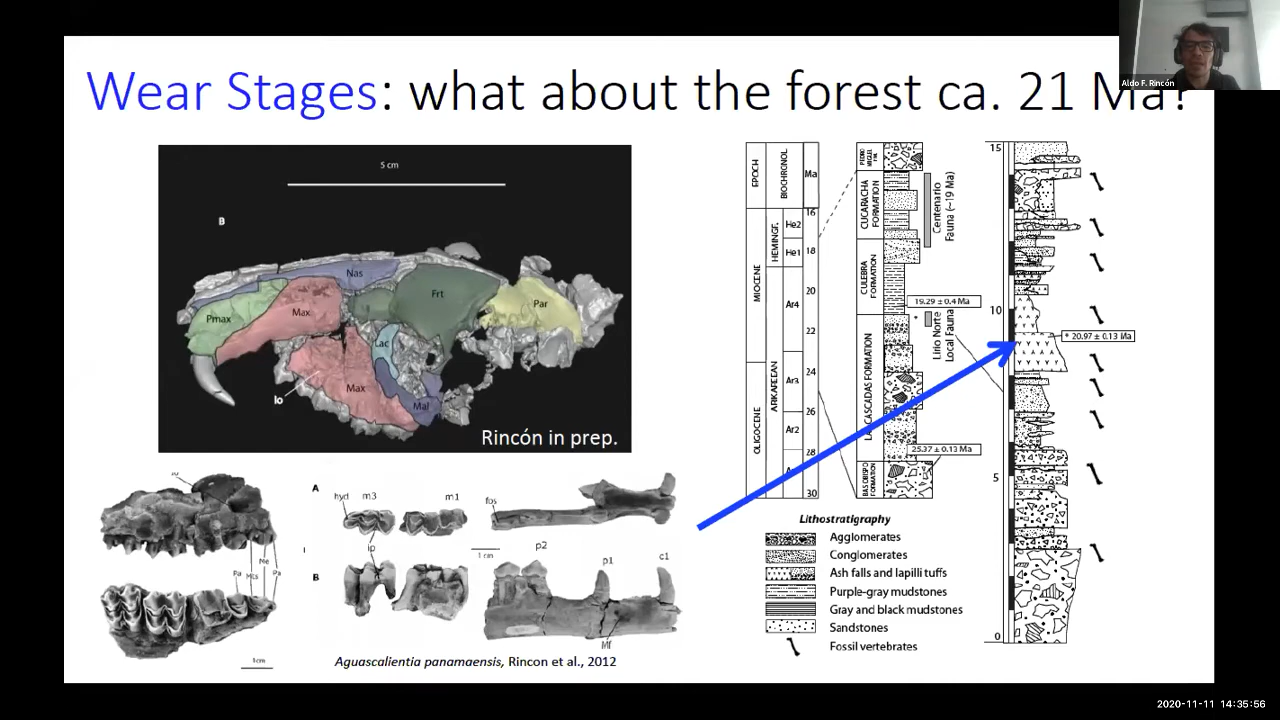 Wear Stages: what about the forest ca. 21 Ma?
Aldo F. Rincón
5 cm
B
Nas
Frt
Par
Pmax
Max
Lac
Max
Mal
Io
Rincón in prep.
A
hyd
m3
m1
fos
ip
1 cm
p2
p1
c1
B
Pa
Mts
Me
Pa
Mf
1cm
Aguascalientia panamaensis, Rincon et al., 2012
EPOCH
BIOCHRONOL
Ma
MIOCENE
OLIGOCENE
HEMINGF.
ARIKAREEAN
He2
He1
Ar4
Ar3
Ar2
16
18
20
22
24
26
28
30
PEDRO MIGUEL FM.
CUCARACHA FORMATION
CULEBRA FORMATION
LAS CASCADAS FORMATION
BAS OBISPO FORMATION
Centenario Fauna (~19 Ma)
19.29 ± 0.4 Ma
*
Lirio Norte Local Fauna
25.37 ± 0.13 Ma
15
10
5
0
* 20.97 ± 0.13 Ma
Lithostratigraphy
Agglomerates
Conglomerates
Ash falls and lapilli tuffs
Purple-gray mudstones
Gray and black mudstones
Sandstones
Fossil vertebrates
2020-11-11 14:35:56